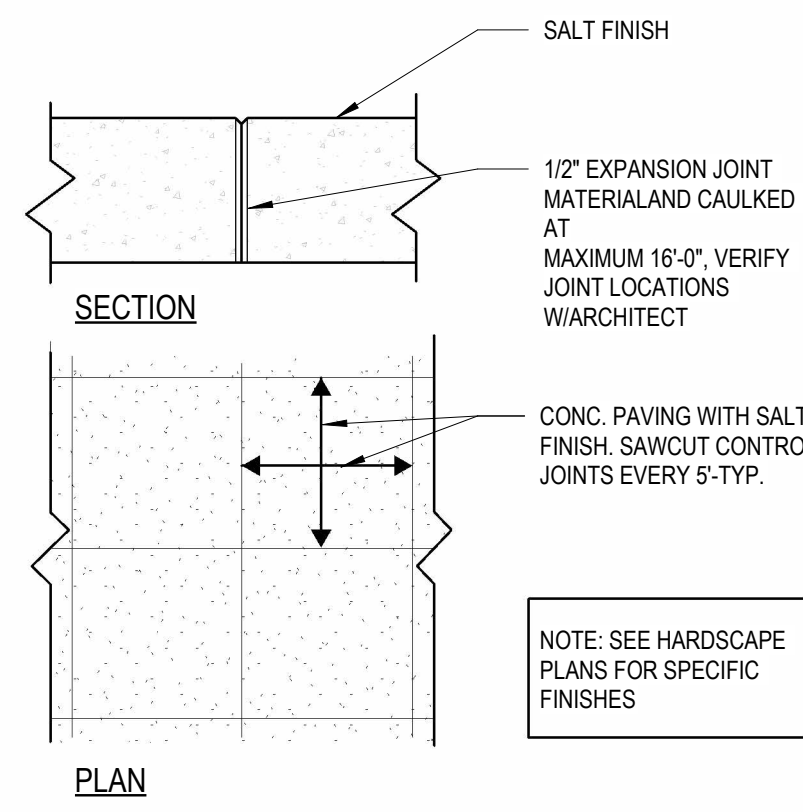 SALT FINISH
1/2" EXPANSION JOINT
MATERIALAND CAULKED
AT
MAXIMUM 16'-0", VERIFY
JOINT LOCATIONS
W/ARCHITECT
SECTION
CONC. PAVING WITH SALT
FINISH. SAWCUT CONTRO
JOINTS EVERY 5'-TYP.
NOTE: SEE HARDSCAPE
PLANS FOR SPECIFIC
FINISHES
PLAN